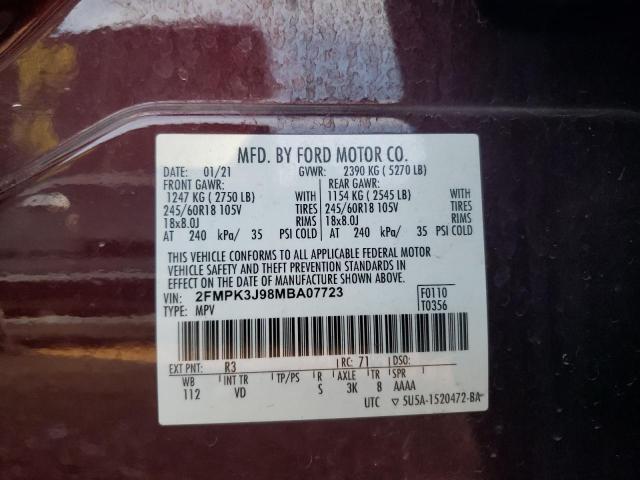 MFD. BY FORD MOTOR CO.
DATE: 01/21 GVWR: 2390 KG ( 5270 LB)
FRONT GAWR: REAR GAWR:
1247 KG ( 2750 LB) WITH 1154 KG ( 2545 LB) WITH
245/60R18 105V TIRES 245/60R18 105V TIRES
18x8.0J RIMS 18x8.0J RIMS
AT 240 kPa/ 35 PSI COLD AT 240 kPa/ 35 PSI COLD
THIS VEHICLE CONFORMS TO ALL APPLICABLE FEDERAL MOTOR
VEHICLE SAFETY AND THEFT PREVENTION STANDARDS IN
EFFECT ON THE DATE OF MANUFACTURE SHOWN ABOVE.
VIN: 2FMPK3J98MBA07723 F0110
TYPE: MPV T0356
EXT PNT: R3 RC: 71 DSO:
WB INT TR TP/PS R AXLE TR SPR
112 VD S 3K 8 AAAA
UTC ▽ 5U5A-1520472-BA